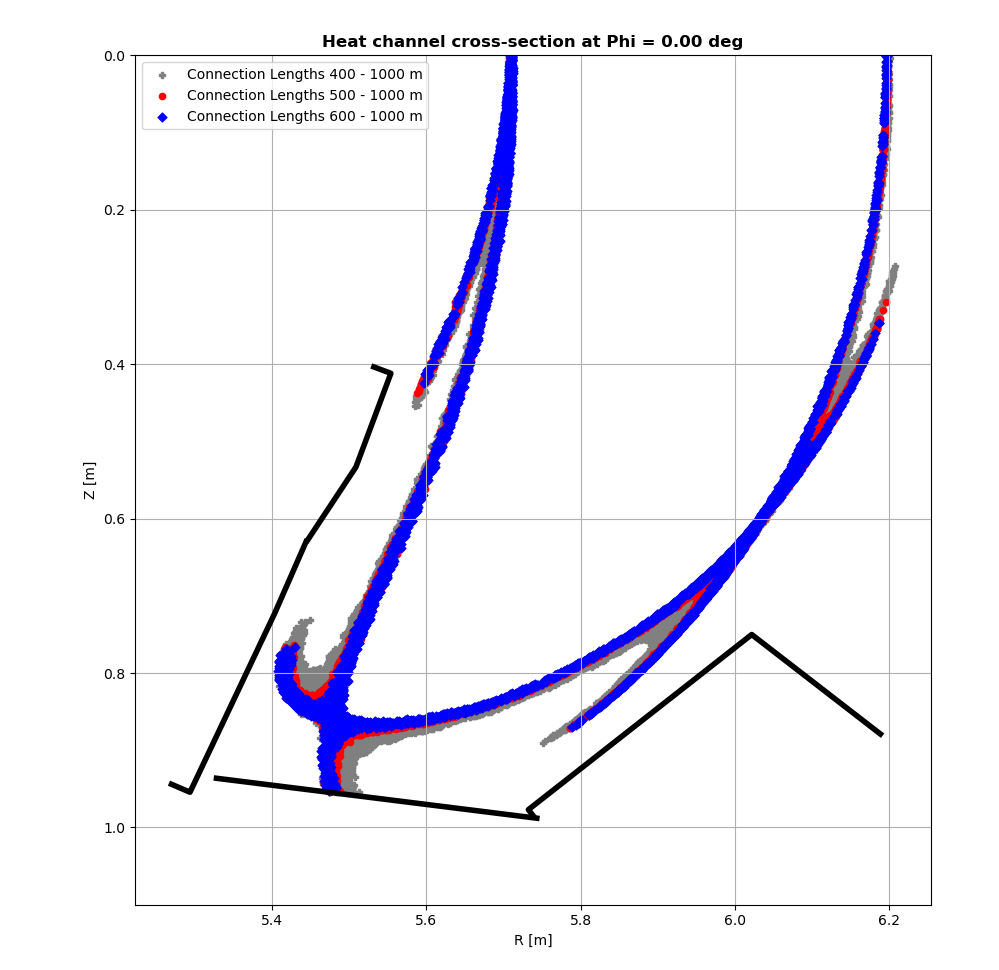 Heat channel cross-section at Phi = 0.00 deg
0.0
Connection Lengths 400 - 1000 m
Connection Lengths 500 - 1000 m
Connection Lengths 600 - 1000 m
0.2
0.4
Z [m]
0.6
0.8
1.0
5.4 5.6 5.8 6.0 6.2
R [m]